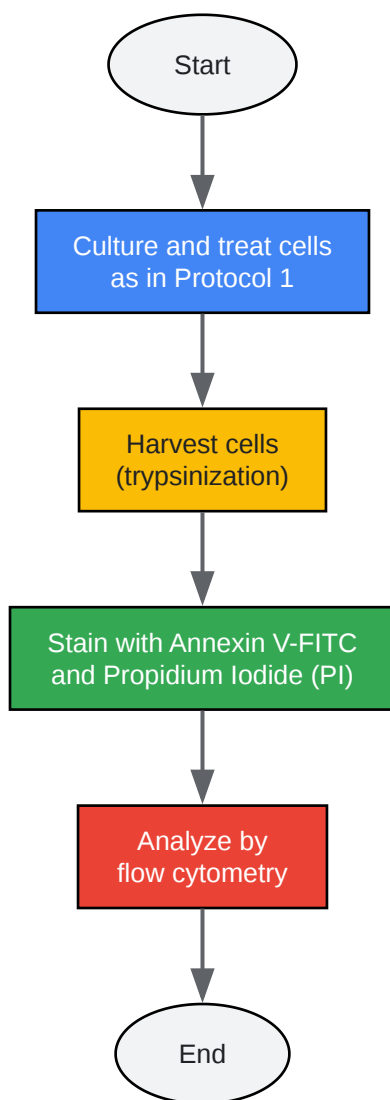 Start
Culture and treat cells
as in Protocol 1
Harvest cells
(trypsinization)
Stain with Annexin V-FITC
and Propidium Iodide (PI)
Analyze by
flow cytometry
End